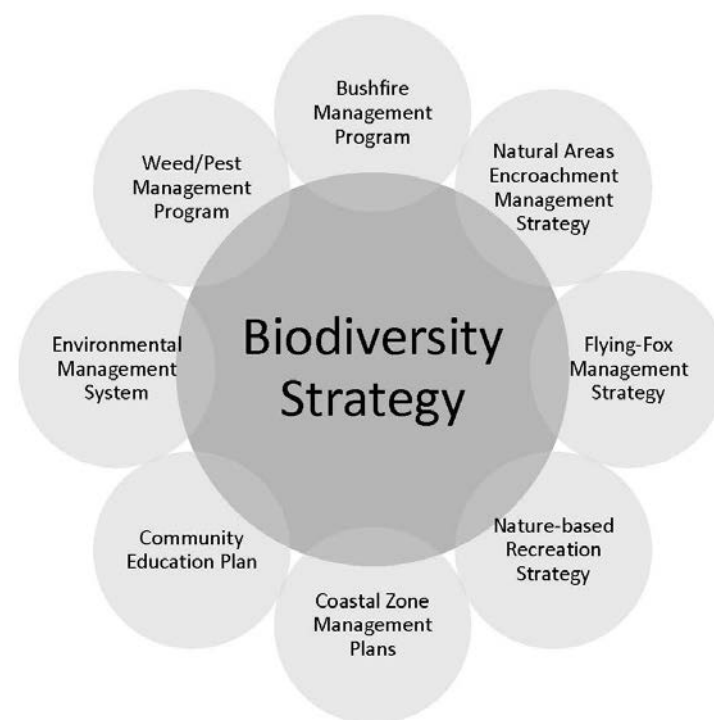 Bushfire
Management
Program
Natural Areas
Encroachment
Management
Strategy
Flying-Fox
Management
Strategy
Nature-based
Recreation
Strategy
Coastal Zone
Management
Plans
Community
Education Plan
Environmental
Management
System
Weed/Pest
Management
Program
Biodiversity
Strategy